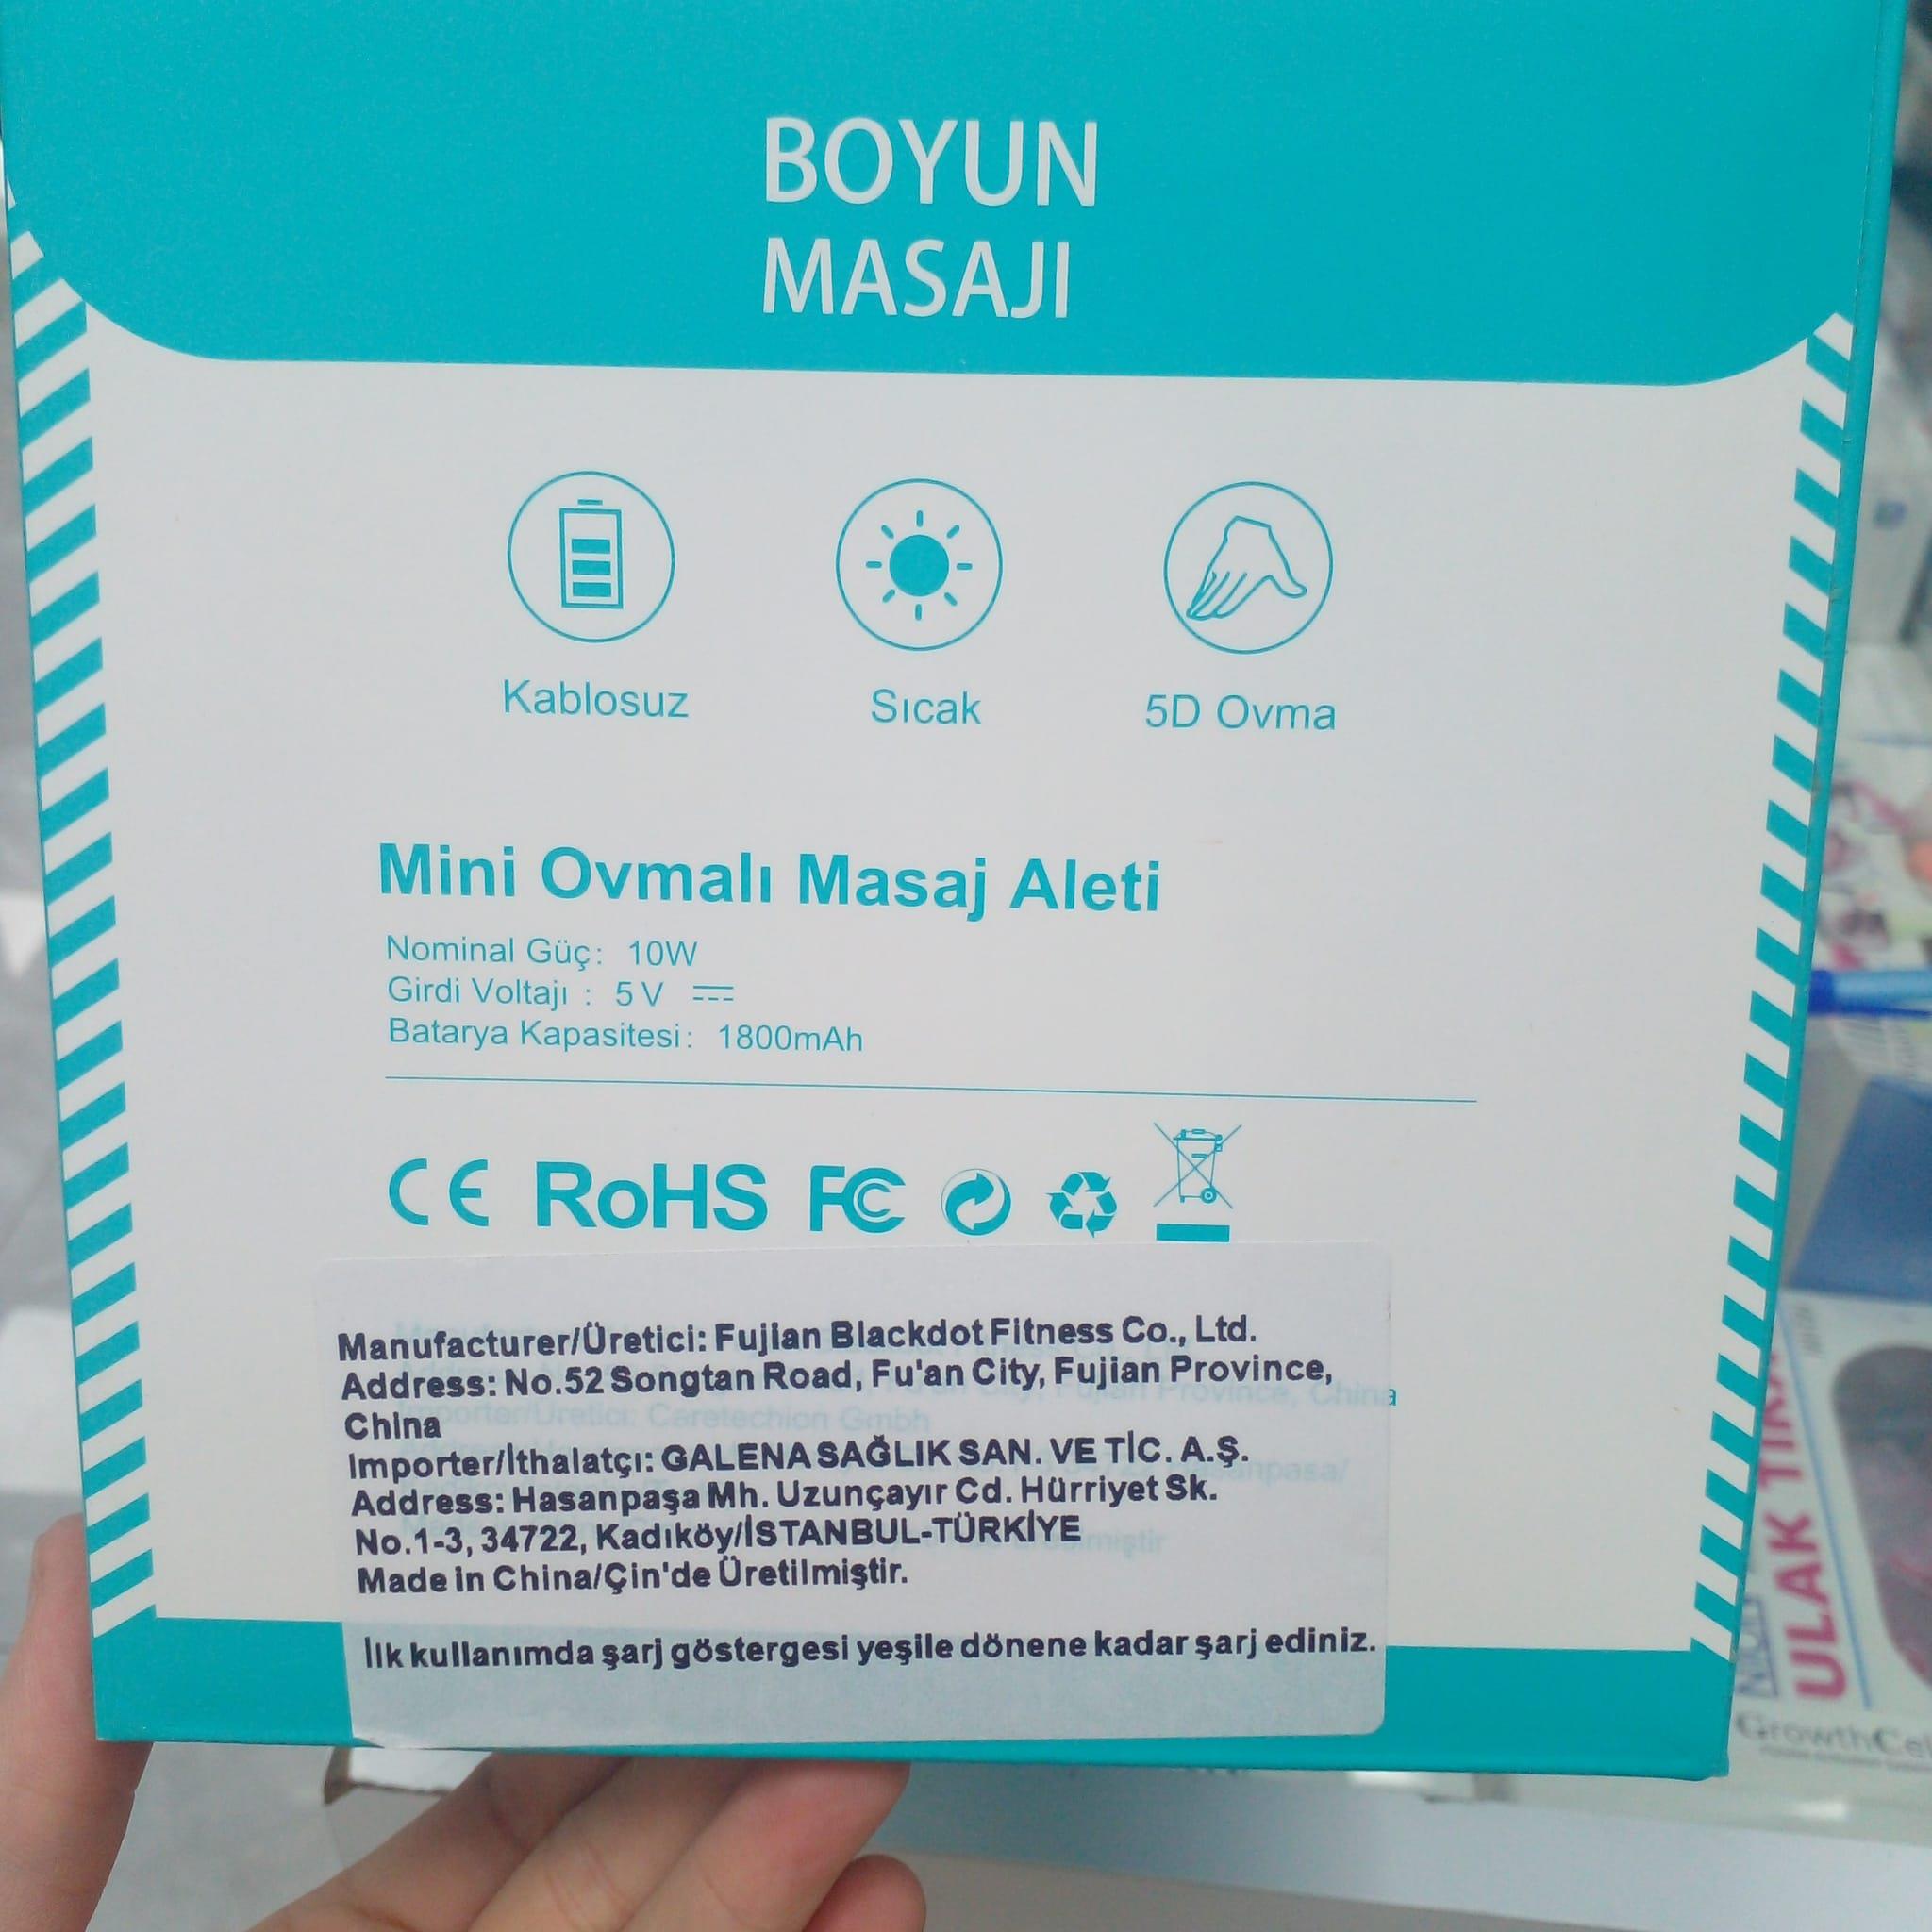 BOYUN
MASAJI
Kablosuz
Sıcak
5D Ovma
Mini Ovmalı Masaj Aleti
Nominal Güç: 10W
Girdi Voltajı : 5 V
Batarya Kapasitesi: 1800mAh
CE RoHS FC
Manufacturer/Üretici: Fujian Blackdot Fitness Co., Ltd.
Address: No.52 Songtan Road, Fu'an City, Fujian Province,
China
Importer/İthalatçı: GALENA SAĞLIK SAN. VE TİC. A.Ş.
Address: Hasanpaşa Mh. Uzunçayır Cd. Hürriyet Sk.
No.1-3, 34722, Kadıköy/İSTANBUL-TÜRKİYE
Made in China/Çin'de Üretilmiştir.
İlk kullanımda şarj göstergesi yeşile dönene kadar şarj ediniz.
ULAK